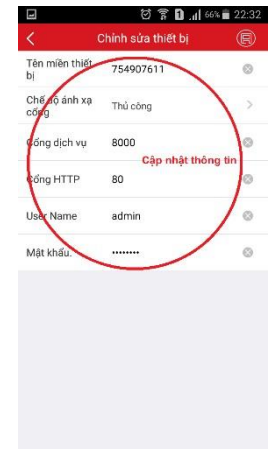 66% 22:32
Chỉnh sửa thiết bị
Tên miền thiết
bị
754907611
Chế độ ánh xạ
cổng
Thủ công
Cổng dịch vụ 8000
Cập nhật thông tin
Cổng HTTP 80
User Name admin
Mật khẩu. ••••••••